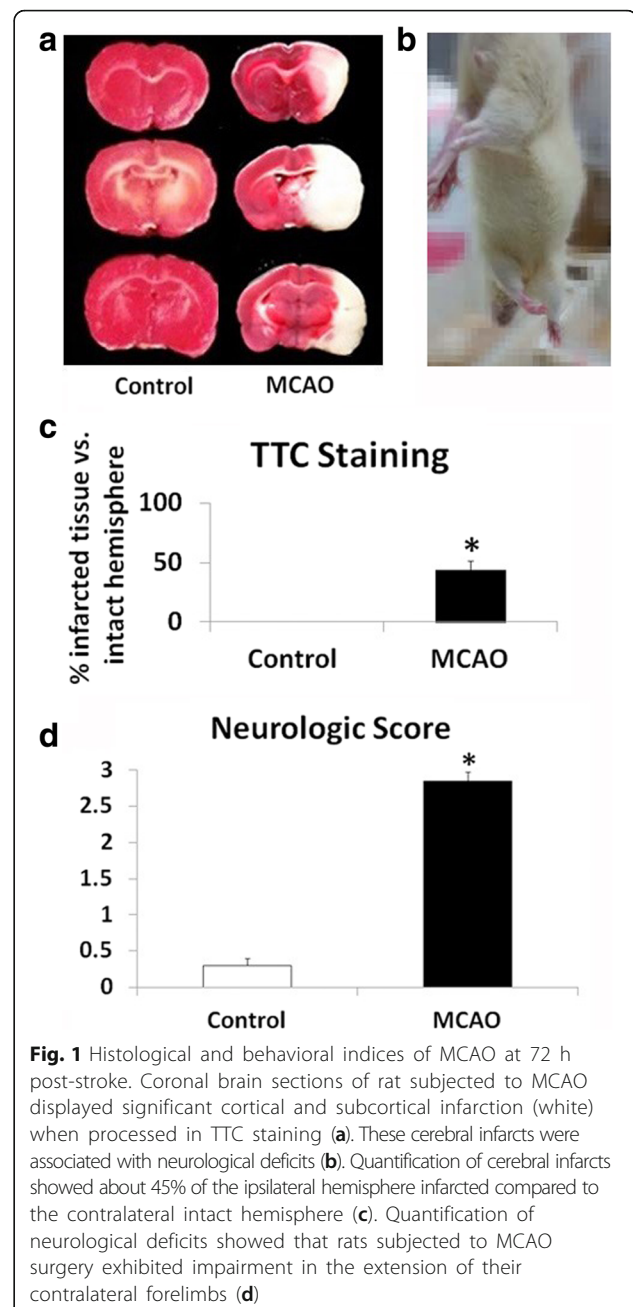 a
b
Control MCAO
c
TTC Staining
% infarcted tissue vs.
intact hemisphere
100
50
0
*
Control MCAO
d
Neurologic Score
3
2.5
2
1.5
1
0.5
0
*
Control MCAO
Fig. 1 Histological and behavioral indices of MCAO at 72 h
post-stroke. Coronal brain sections of rat subjected to MCAO
displayed significant cortical and subcortical infarction (white)
when processed in TTC staining (a). These cerebral infarcts were
associated with neurological deficits (b). Quantification of cerebral infarcts
showed about 45% of the ipsilateral hemisphere infarcted compared to
the contralateral intact hemisphere (c). Quantification of
neurological deficits showed that rats subjected to MCAO
surgery exhibited impairment in the extension of their
contralateral forelimbs (d)